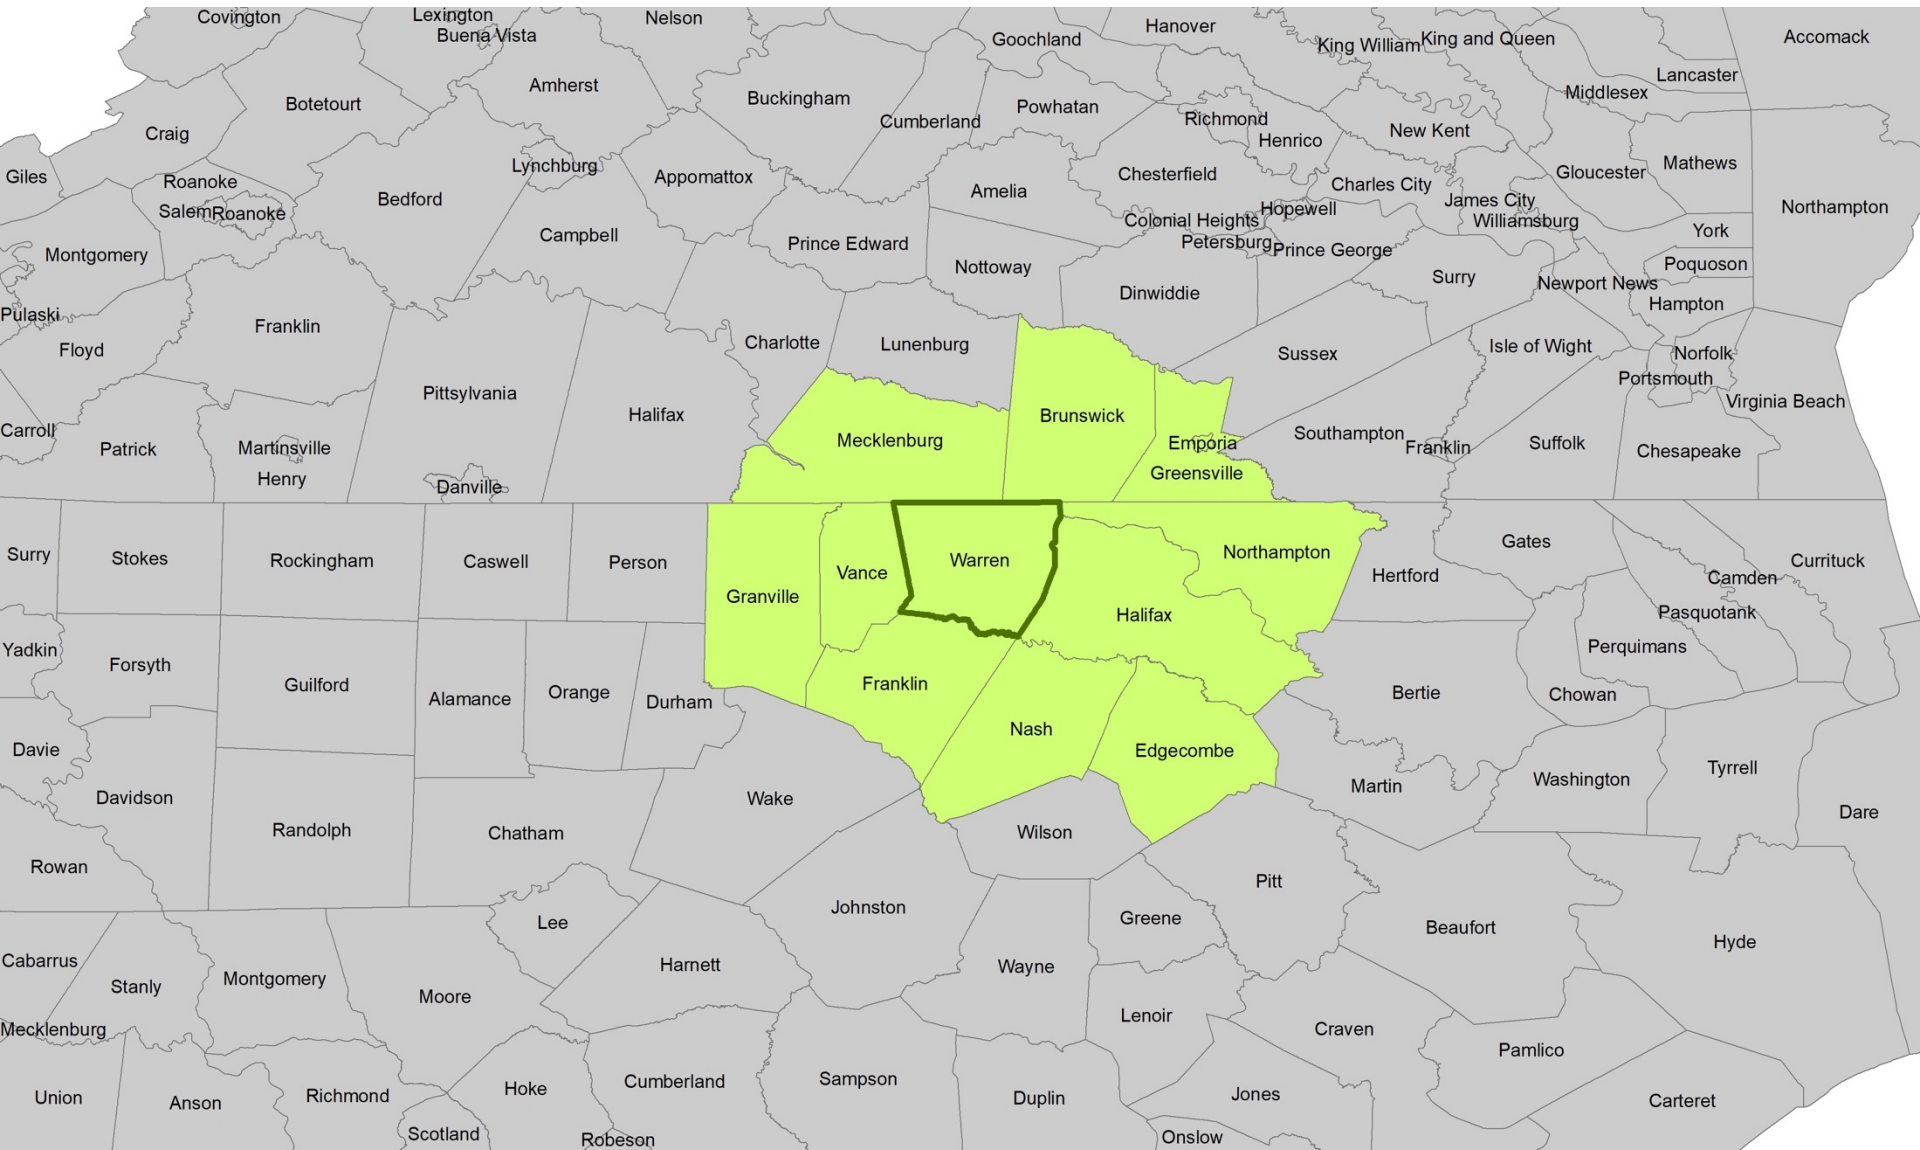 Covington
Lexington
Buena Vista
Nelson
Goochland
Hanover
King William
King and Queen
Accomack
Lancaster
Middlesex
Botetourt
Amherst
Buckingham
Cumberland
Powhatan
Richmond
Henrico
New Kent
Craig
Giles
Roanoke
Salem
Roanoke
Lynchburg
Bedford
Appomattox
Amelia
Chesterfield
Charles City
Gloucester
Mathews
James City
Williamsburg
Northampton
Colonial Heights
Hopewell
Petersburg
Prince George
York
Montgomery
Campbell
Prince Edward
Nottoway
Dinwiddie
Surry
Newport News
Poquoson
Hampton
Pulaski
Franklin
Floyd
Charlotte
Lunenburg
Sussex
Isle of Wight
Norfolk
Portsmouth
Virginia Beach
Pittsylvania
Halifax
Brunswick
Carroll
Patrick
Martinsville
Henry
Danville
Mecklenburg
Emporia
Greensville
Southampton
Franklin
Suffolk
Chesapeake
Surry
Stokes
Rockingham
Caswell
Person
Granville
Vance
Warren
Halifax
Northampton
Hertford
Gates
Camden
Currituck
Pasquotank
Perquimans
Yadkin
Forsyth
Guilford
Alamance
Orange
Durham
Franklin
Nash
Edgecombe
Bertie
Chowan
Davie
Davidson
Randolph
Chatham
Wake
Wilson
Martin
Washington
Tyrrell
Dare
Rowan
Lee
Johnston
Greene
Pitt
Beaufort
Hyde
Cabarrus
Stanly
Montgomery
Moore
Harnett
Wayne
Lenoir
Craven
Pamlico
Mecklenburg
Union
Anson
Richmond
Scotland
Hoke
Cumberland
Robeson
Sampson
Duplin
Jones
Onslow
Carteret